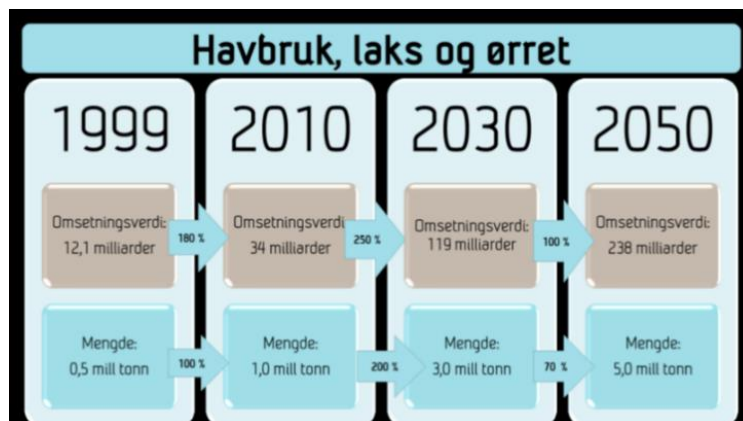 Havbruk, laks og ørret
1999
2010
2030
2050
Omsetningsverdi:
12,1 milliarder
180 %
Omsetningsverdi:
34 milliarder
250 %
Omsetningsverdi:
119 milliarder
100 %
Omsetningsverdi:
238 milliarder
Mengde:
0,5 mill tonn
100 %
Mengde:
1,0 mill tonn
200 %
Mengde:
3,0 mill tonn
70 %
Mengde:
5,0 mill tonn